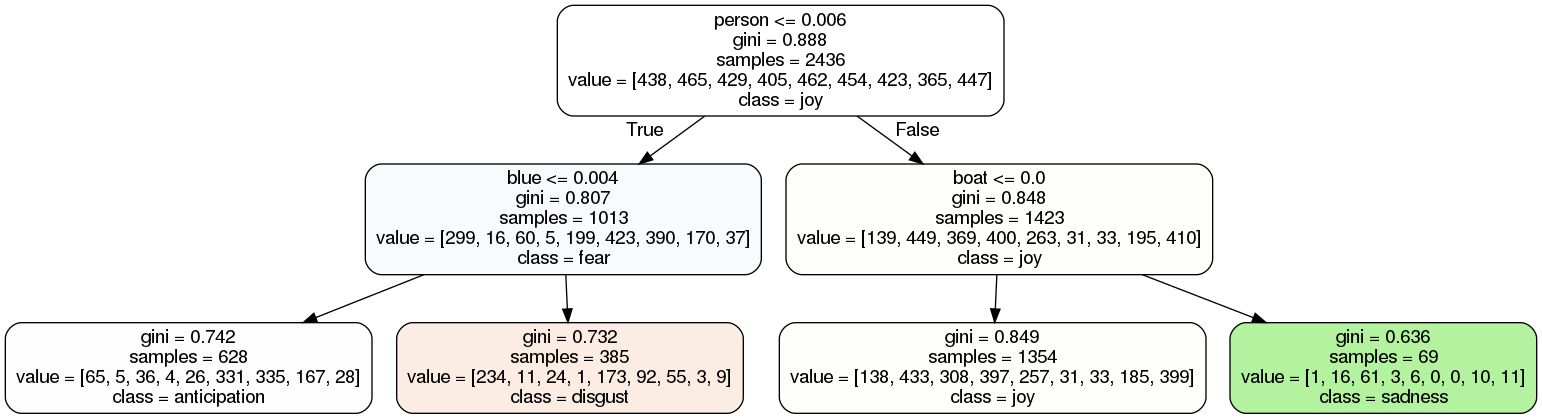 person <= 0.006
gini = 0.888
samples = 2436
value = [438, 465, 429, 405, 462, 454, 423, 365, 447]
class = joy
True
False
blue <= 0.004
gini = 0.807
samples = 1013
value = [299, 16, 60, 5, 199, 423, 390, 170, 37]
class = fear
boat <= 0.0
gini = 0.848
samples = 1423
value = [139, 449, 369, 400, 263, 31, 33, 195, 410]
class = joy
gini = 0.742
samples = 628
value = [65, 5, 36, 4, 26, 331, 335, 167, 28]
class = anticipation
gini = 0.732
samples = 385
value = [234, 11, 24, 1, 173, 92, 55, 3, 9]
class = disgust
gini = 0.849
samples = 1354
value = [138, 433, 308, 397, 257, 31, 33, 185, 399]
class = joy
gini = 0.636
samples = 69
value = [1, 16, 61, 3, 6, 0, 0, 10, 11]
class = sadness